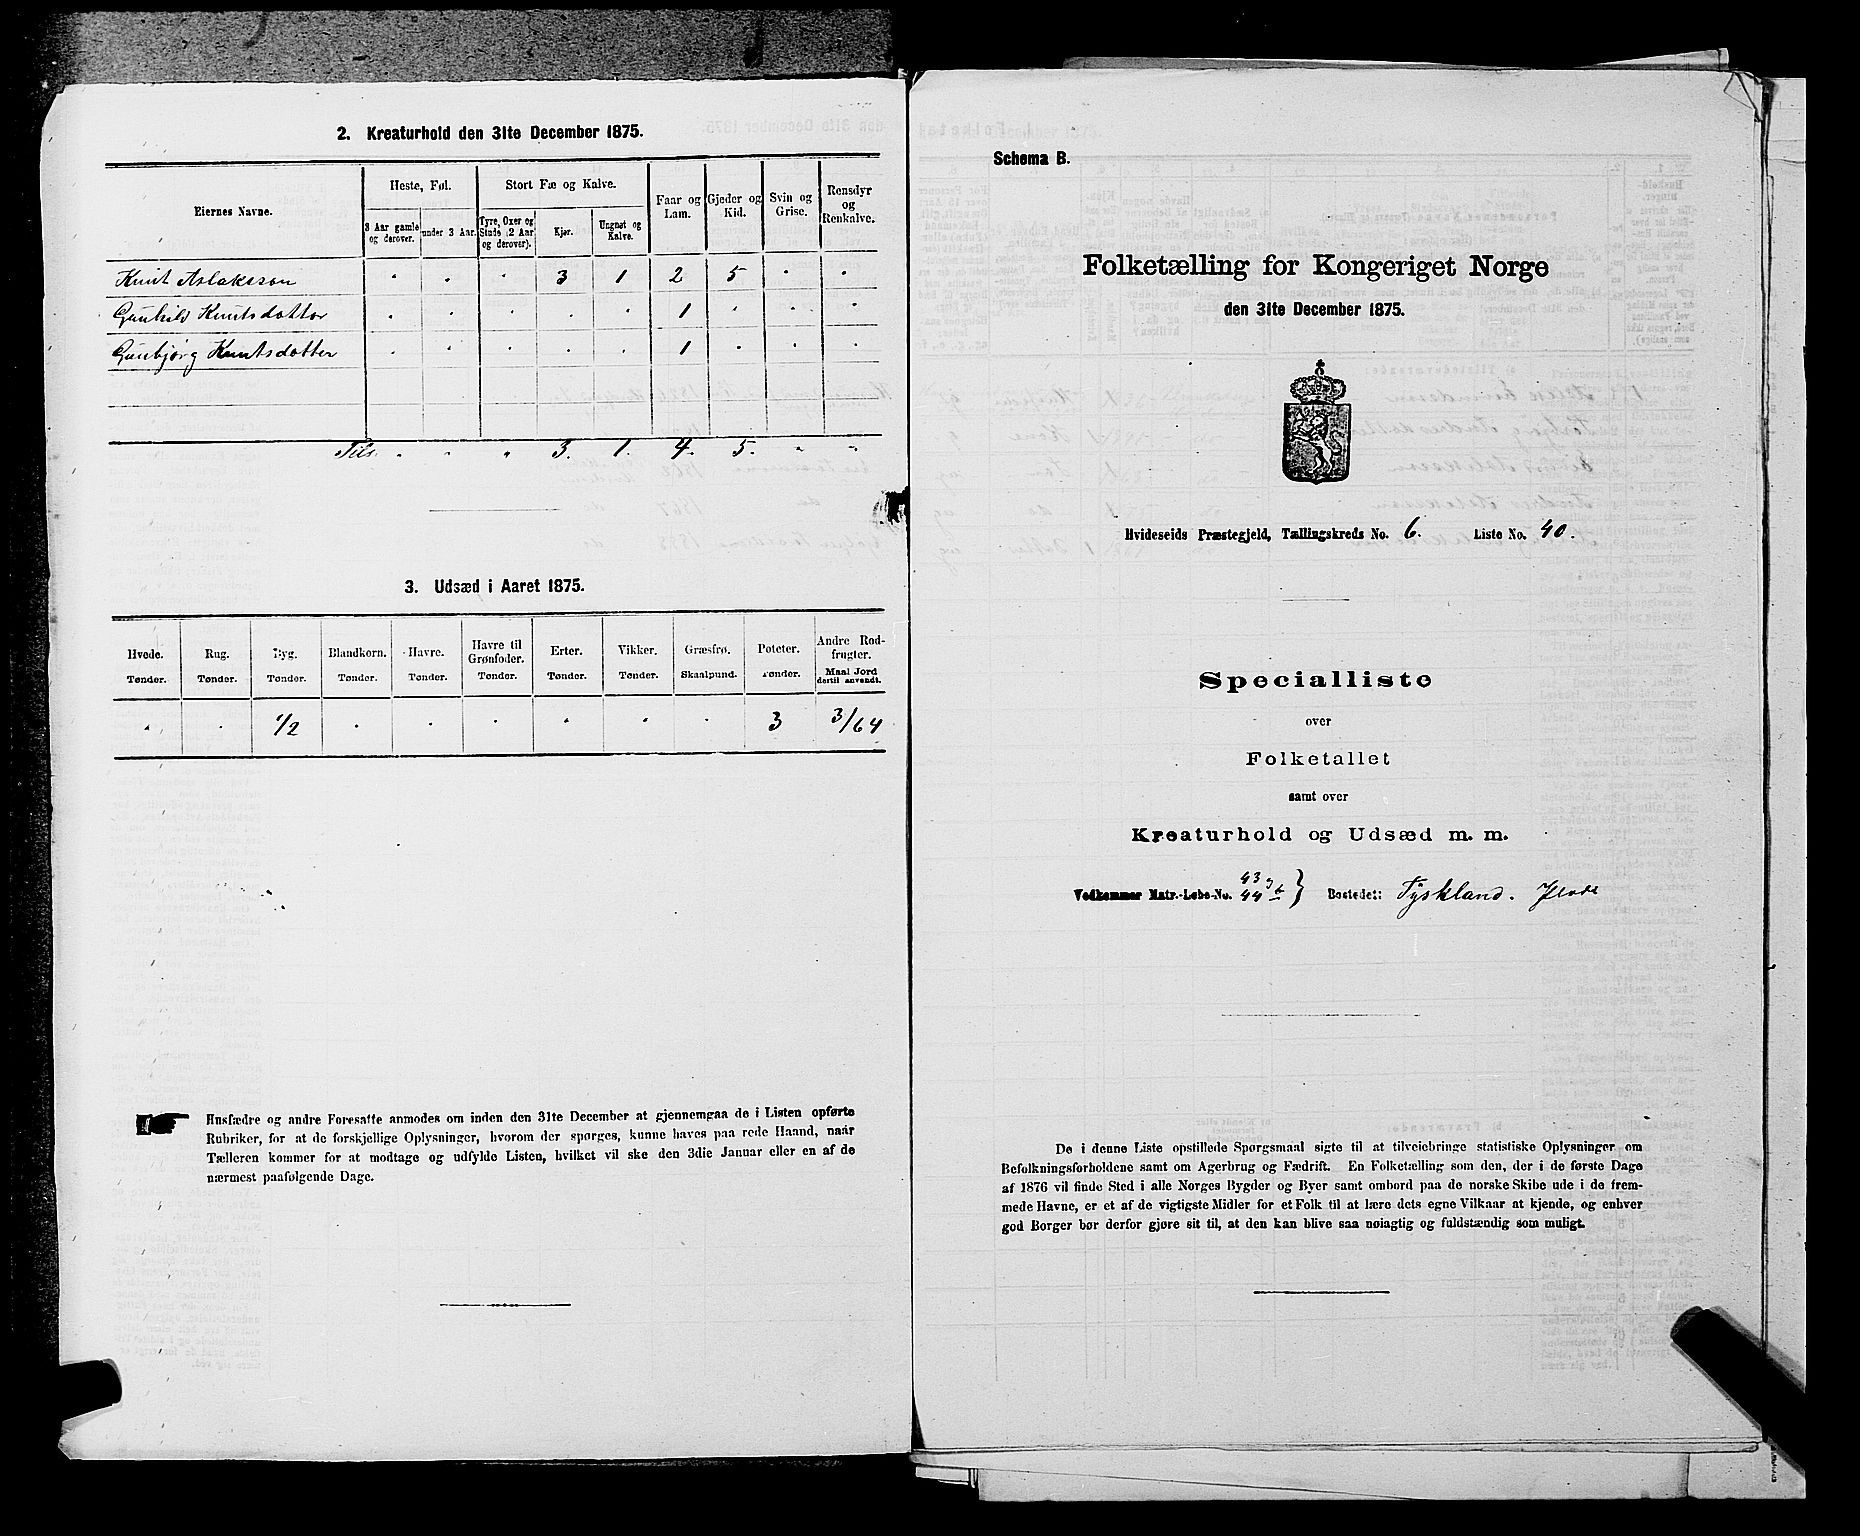 2. Kreaturhold den 31te December 1875.
Eiernes Navne.
Heste, Føl.
Stort Fæ og Kalve.
Faar og Lam.
Gjeder og Kid.
Svin og Grise.
Rensdyr og Renkalve.
3 Aar gamle og derover.
under 3 Aar.
Tyre, Oxer og Stude (2 Aar og derover).
Kjør.
Ungnøt og Kalve.
Knut Aslaksson " " " 3 1 2 5 " "
Gunhild Knutsdotter " " " " " 1 " " "
Gunbjørg Knutsdotter " " " " " 1 " " "
Tils. " " " 3. 1. 4. 5. " "
3. Udsæd i Aaret 1875.
Hvede. Rug. Byg. Blandkorn. Havre. Havre til Grønfoder. Erter. Vikker. Græsfrø. Poteter. Andre Rodfrugter.
Tønder. Tønder. Tønder. Tønder. Tønder. Tønder. Tønder. Tønder. Skaalpund. Tønder. Maal Jord dertil anvendt.
" " 1/2 " " " " " " 3 3/64
Husfædre og andre Foresatte anmodes om inden den 31te December at gjennemgaa de i Listen opførte
Rubriker, for at de forskjellige Oplysninger, hvorom der spørges, kunne haves paa rede Haand, naar
Tælleren kommer for at modtage og udfylde Listen, hvilket vil ske den 3die Januar eller en af de
nærmest paafølgende Dage.
Schema B.
Folketælling for Kongeriget Norge
den 31te December 1875.
Hvideseids Præstegjeld, Tællingskreds No. 6. Liste No. 40.
Specialliste
over
Folketallet
samt over
Kreaturhold og Udsæd m. m.
Vedkommer Matr.-Løbe-No. 43 g 44 b } Bostedet: Tyskland.
De i denne Liste opstillede Spørgsmaal sigte til at tilveiebringe statistiske Oplysninger om
Befolkningsforholdene samt om Agerbrug og Fædrift. En Folketælling som den, der i de første Dage
af 1876 vil finde Sted i alle Norges Bygder og Byer samt ombord paa de norske Skibe ude i de frem-
mede Havne, er et af de vigtigste Midler for et Folk til at lære dets egne Vilkaar at kjende, og enhver
god Borger bør derfor gjøre sit til, at den kan blive saa nøiagtig og fuldstændig som muligt.